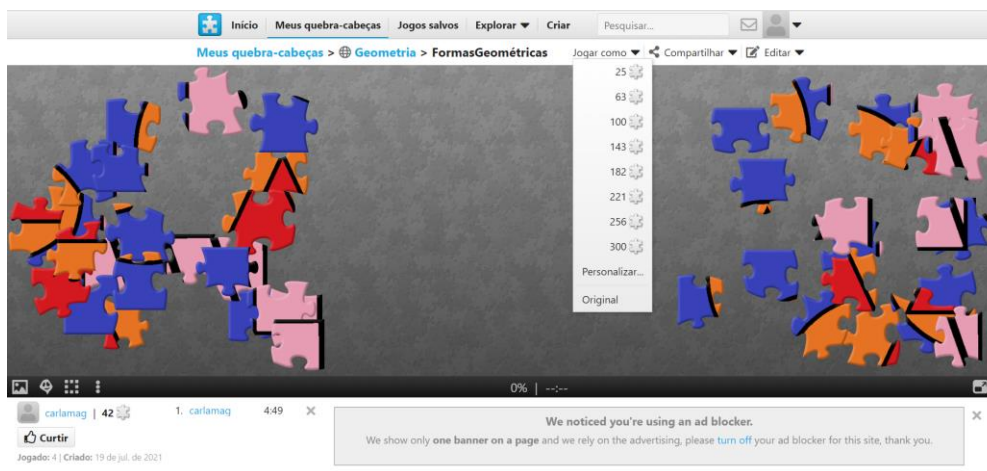 Início Meus quebra-cabeças Jogos salvos Explorar Criar Pesquisar...
Meus quebra-cabeças > Geometria > FormasGeométricas Jogar como Compartilhar Editar
25
63
100
143
182
221
256
300
Personalizar...
Original
0% | --:--
carlamag | 42 1. carlamag 4:49
Curtir
Jogado: 4 | Criado: 19 de jul. de 2021
We noticed you're using an ad blocker.
We show only one banner on a page and we rely on the advertising, please turn off your ad blocker for this site, thank you.